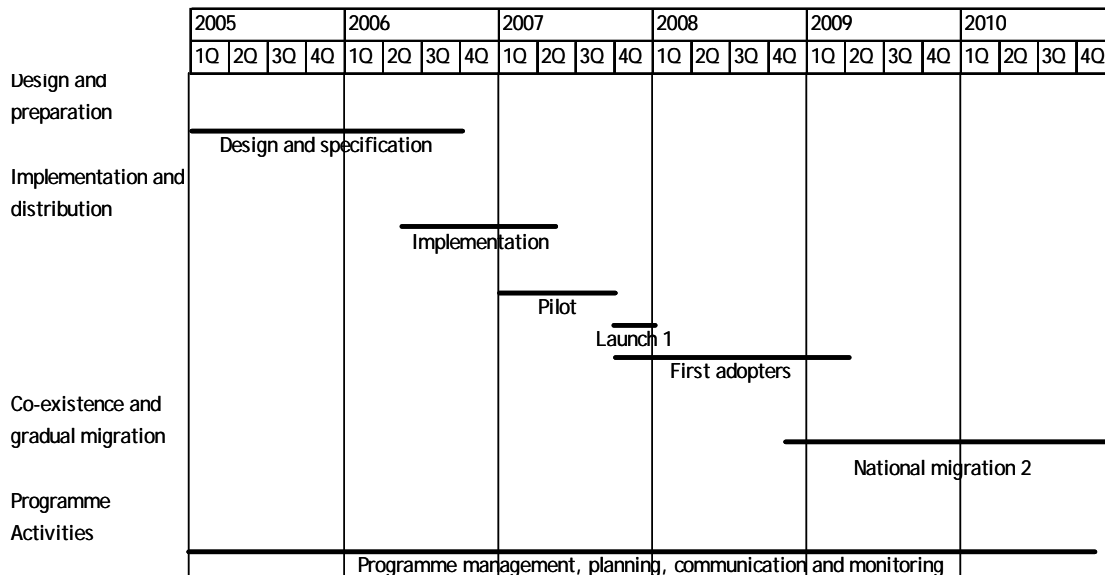 2005 2006 2007 2008 2009 2010
1Q 2Q 3Q 4Q 1Q 2Q 3Q 4Q 1Q 2Q 3Q 4Q 1Q 2Q 3Q 4Q 1Q 2Q 3Q 4Q 1Q 2Q 3Q 4Q
Design and
preparation
Design and specification
Implementation and
distribution
Implementation
Pilot
Launch 1
First adopters
Co-existence and
gradual migration
National migration 2
Programme
Activities
Programme management, planning, communication and monitoring